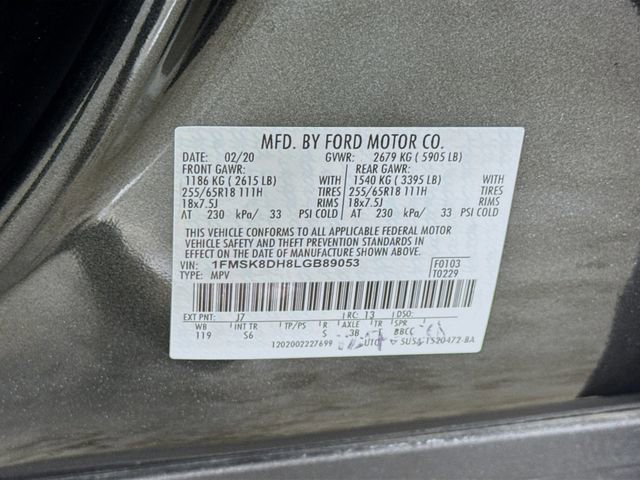 MFD. BY FORD MOTOR CO.
DATE: 02/20 GVWR: 2679 KG ( 5905 LB)
FRONT GAWR: REAR GAWR:
1186 KG ( 2615 LB) 1540 KG ( 3395 LB)
255/65R18 111H TIRES 255/65R18 111H TIRES
18x7.5J RIMS 18x7.5J RIMS
AT 230 kPa/ 33 PSI COLD AT 230 kPa/ 33 PSI COLD
THIS VEHICLE CONFORMS TO ALL APPLICABLE FEDERAL MOTOR
VEHICLE SAFETY AND THEFT PREVENTION STANDARDS IN
EFFECT ON THE DATE OF MANUFACTURE SHOWN ABOVE.
VIN: 1FMSK8DH8LGB89053 F0103
TYPE: MPV T0229
EXT PNT: J7 RC: 13 DSO:
WB INT TR TP/PS R AXLE TR SPR
119 S6 S 3B
1202002227699